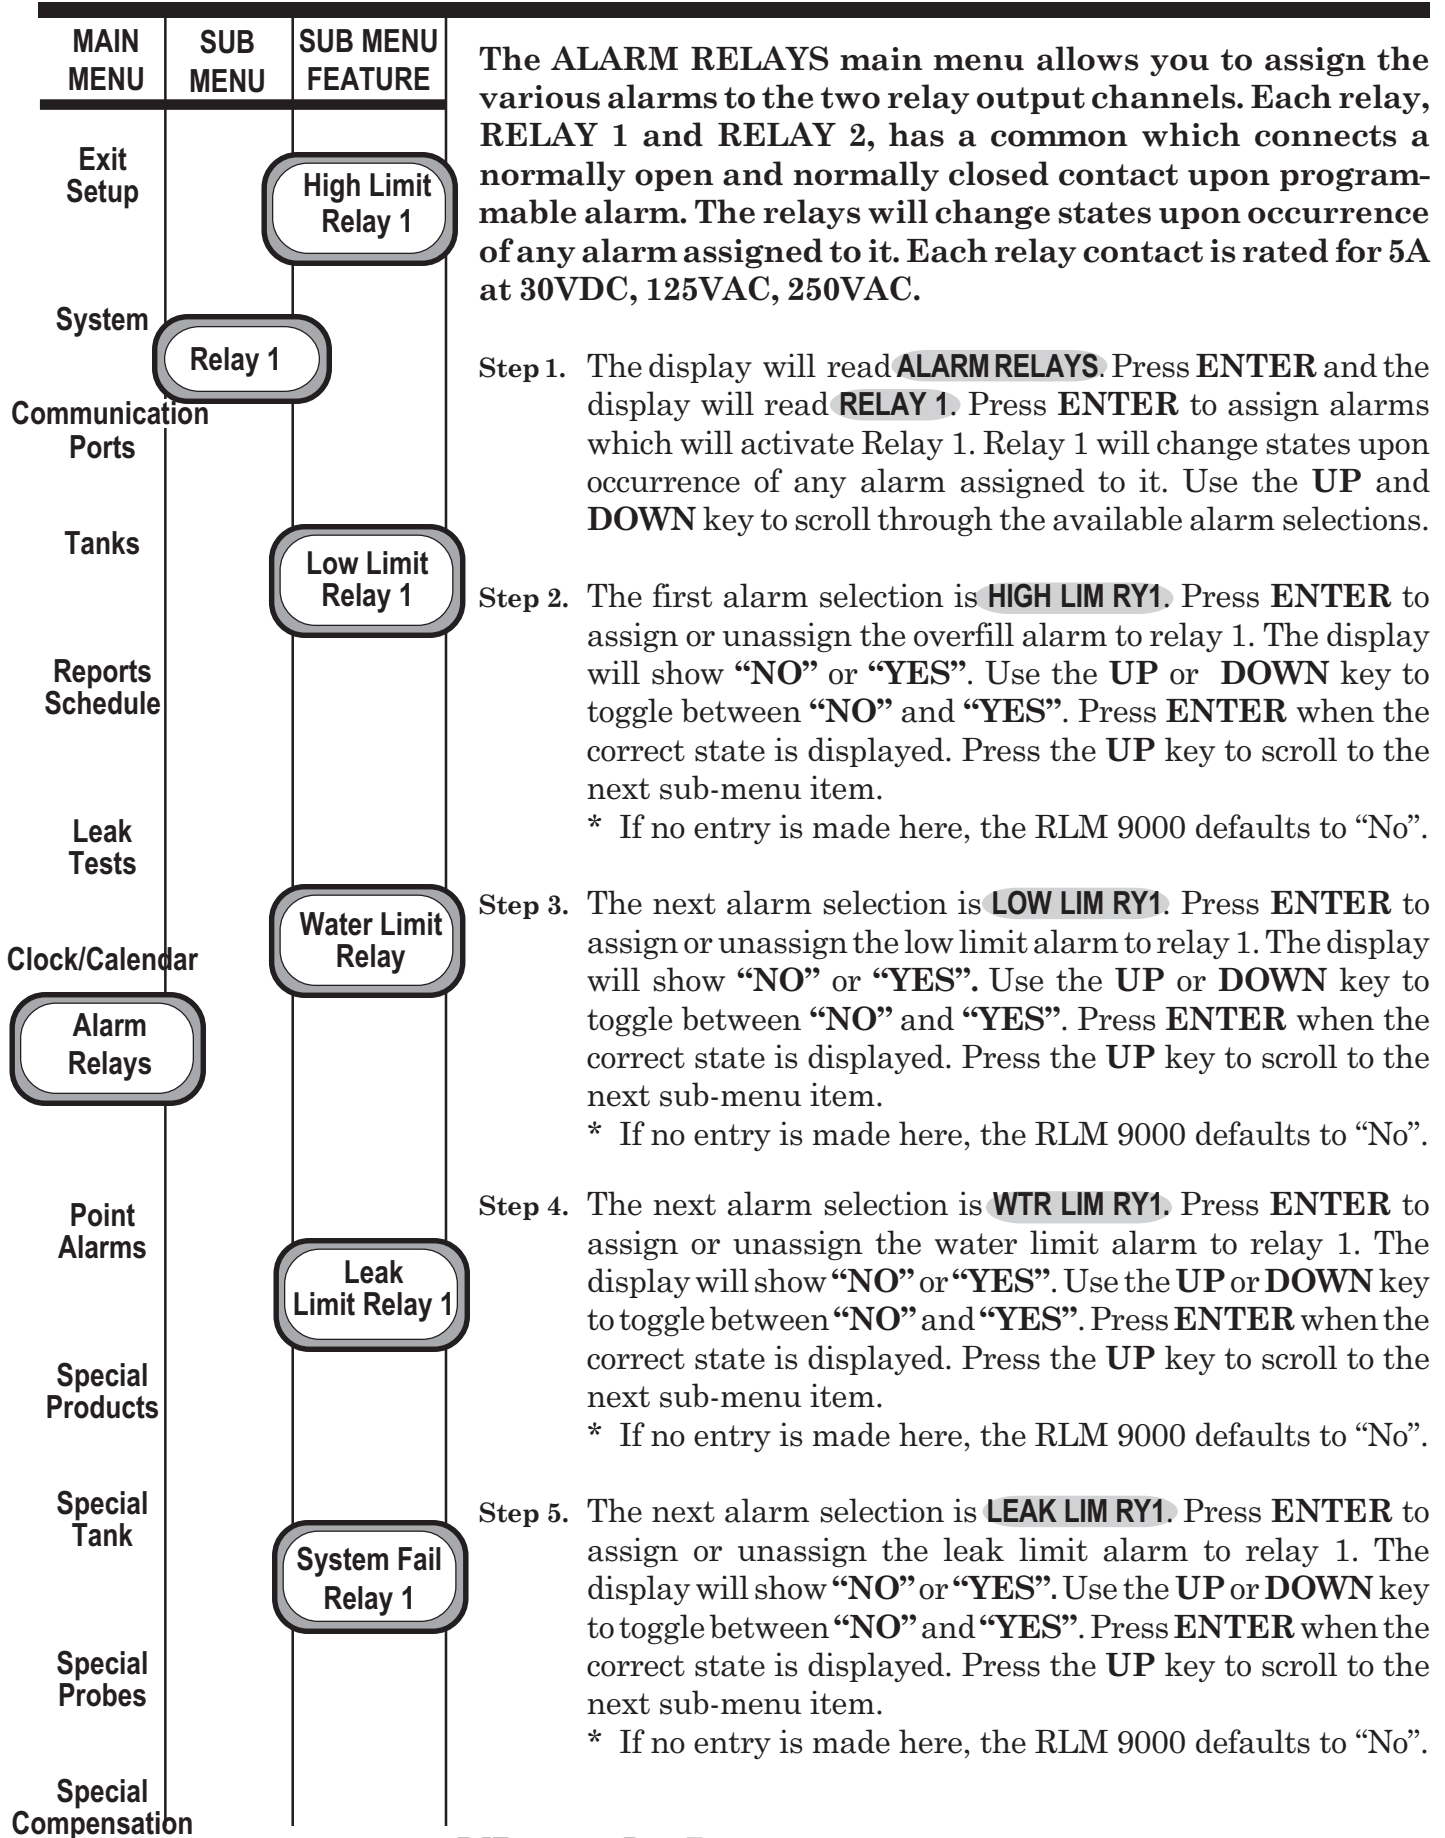 MAIN
MENU
SUB
MENU
SUB MENU
FEATURE
Exit
Setup
System
Communication
Ports
Tanks
Reports
Schedule
Leak
Tests
Clock/Calendar
Alarm
Relays
Point
Alarms
Special
Products
Special
Tank
Special
Probes
Special
Compensation
Relay 1
High Limit
Relay 1
Low Limit
Relay 1
Water Limit
Relay
Leak
Limit Relay 1
System Fail
Relay 1
The ALARM RELAYS main menu allows you to assign the
various alarms to the two relay output channels. Each relay,
RELAY 1 and RELAY 2, has a common which connects a
normally open and normally closed contact upon program-
mable alarm. The relays will change states upon occurrence
of any alarm assigned to it. Each relay contact is rated for 5A
at 30VDC, 125VAC, 250VAC.
Step 1. The display will read ALARM RELAYS. Press ENTER and the
display will read RELAY 1. Press ENTER to assign alarms
which will activate Relay 1. Relay 1 will change states upon
occurrence of any alarm assigned to it. Use the UP and
DOWN key to scroll through the available alarm selections.
Step 2. The first alarm selection is HIGH LIM RY1. Press ENTER to
assign or unassign the overfill alarm to relay 1. The display
will show “NO” or “YES”. Use the UP or DOWN key to
toggle between “NO” and “YES”. Press ENTER when the
correct state is displayed. Press the UP key to scroll to the
next sub-menu item.
* If no entry is made here, the RLM 9000 defaults to “No”.
Step 3. The next alarm selection is LOW LIM RY1. Press ENTER to
assign or unassign the low limit alarm to relay 1. The display
will show “NO” or “YES”. Use the UP or DOWN key to
toggle between “NO” and “YES”. Press ENTER when the
correct state is displayed. Press the UP key to scroll to the
next sub-menu item.
* If no entry is made here, the RLM 9000 defaults to “No”.
Step 4. The next alarm selection is WTR LIM RY1. Press ENTER to
assign or unassign the water limit alarm to relay 1. The
display will show “NO” or “YES”. Use the UP or DOWN key
to toggle between “NO” and “YES”. Press ENTER when the
correct state is displayed. Press the UP key to scroll to the
next sub-menu item.
* If no entry is made here, the RLM 9000 defaults to “No”.
Step 5. The next alarm selection is LEAK LIM RY1. Press ENTER to
assign or unassign the leak limit alarm to relay 1. The
display will show “NO” or “YES”. Use the UP or DOWN key
to toggle between “NO” and “YES”. Press ENTER when the
correct state is displayed. Press the UP key to scroll to the
next sub-menu item.
* If no entry is made here, the RLM 9000 defaults to “No”.